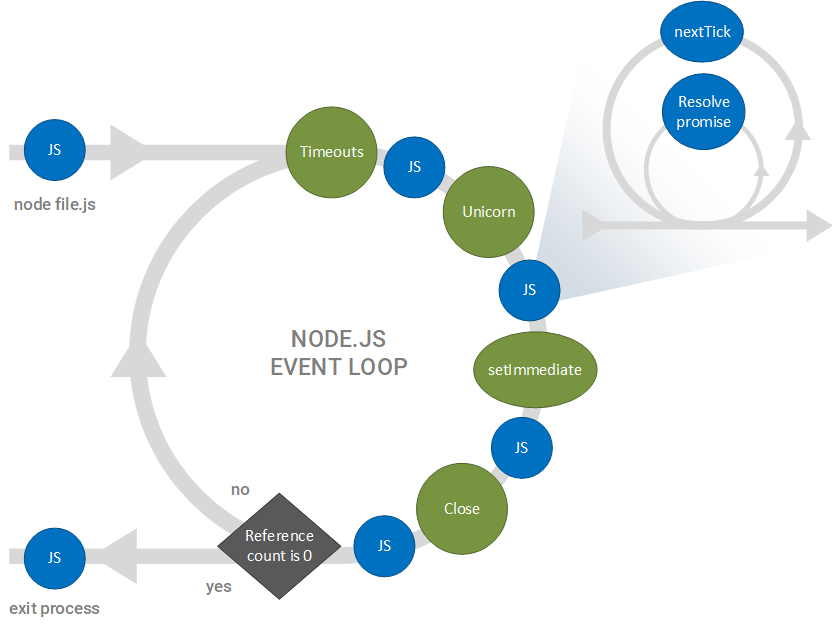 nextTick
Resolve
promise
JS
Timeouts
JS
node file.js
Unicorn
JS
NODE.JS
EVENT LOOP
setImmediate
JS
no
Close
Reference
count is 0
JS
JS
yes
exit process